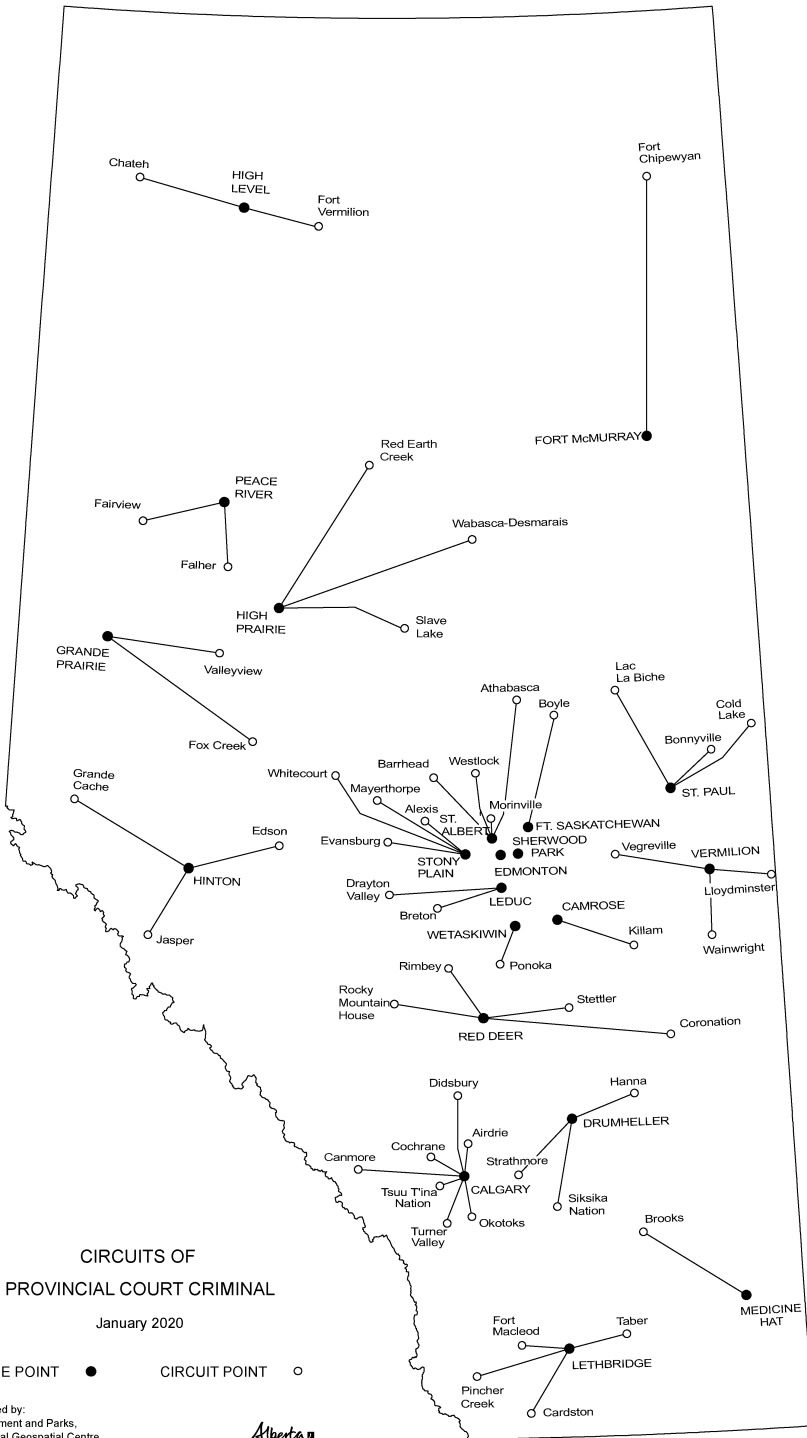 Fort
Chipewyan
Chateh
HIGH
LEVEL
Fort
Vermilion
FORT McMURRAY
Red Earth
Creek
PEACE
RIVER
Fairview
Wabasca-Desmarais
Falher
HIGH
PRAIRIE
Slave
Lake
GRANDE
PRAIRIE
Valleyview
Lac
La Biche
Athabasca
Boyle
Cold
Lake
Bonnyville
Fox Creek
Grande
Cache
Whitecourt
Barrhead
Westlock
Mayerthorpe
ST. PAUL
Alexis
ST.
ALBERT
Morinville
FT. SASKATCHEWAN
Edson
Evansburg
SHERWOOD
PARK
Vegreville
VERMILION
STONY
PLAIN
EDMONTON
HINTON
Drayton
Valley
Lloydminster
LEDUC
Breton
CAMROSE
WETASKIWIN
Killam
Jasper
Wainwright
Rimbey
Ponoka
Rocky
Mountain
House
Stettler
RED DEER
Coronation
Didsbury
Hanna
DRUMHELLER
Airdrie
Cochrane
Canmore
Strathmore
Tsuu T'ina
Nation
CALGARY
Siksika
Nation
Turner
Valley
Okotoks
Brooks
CIRCUITS OF
PROVINCIAL COURT CRIMINAL
January 2020
MEDICINE
HAT
Fort
Macleod
Taber
E POINT
CIRCUIT POINT
LETHBRIDGE
Pincher
Creek
Cardston
ed by:
ment and Parks,
al Geospatial Centre
Alberta